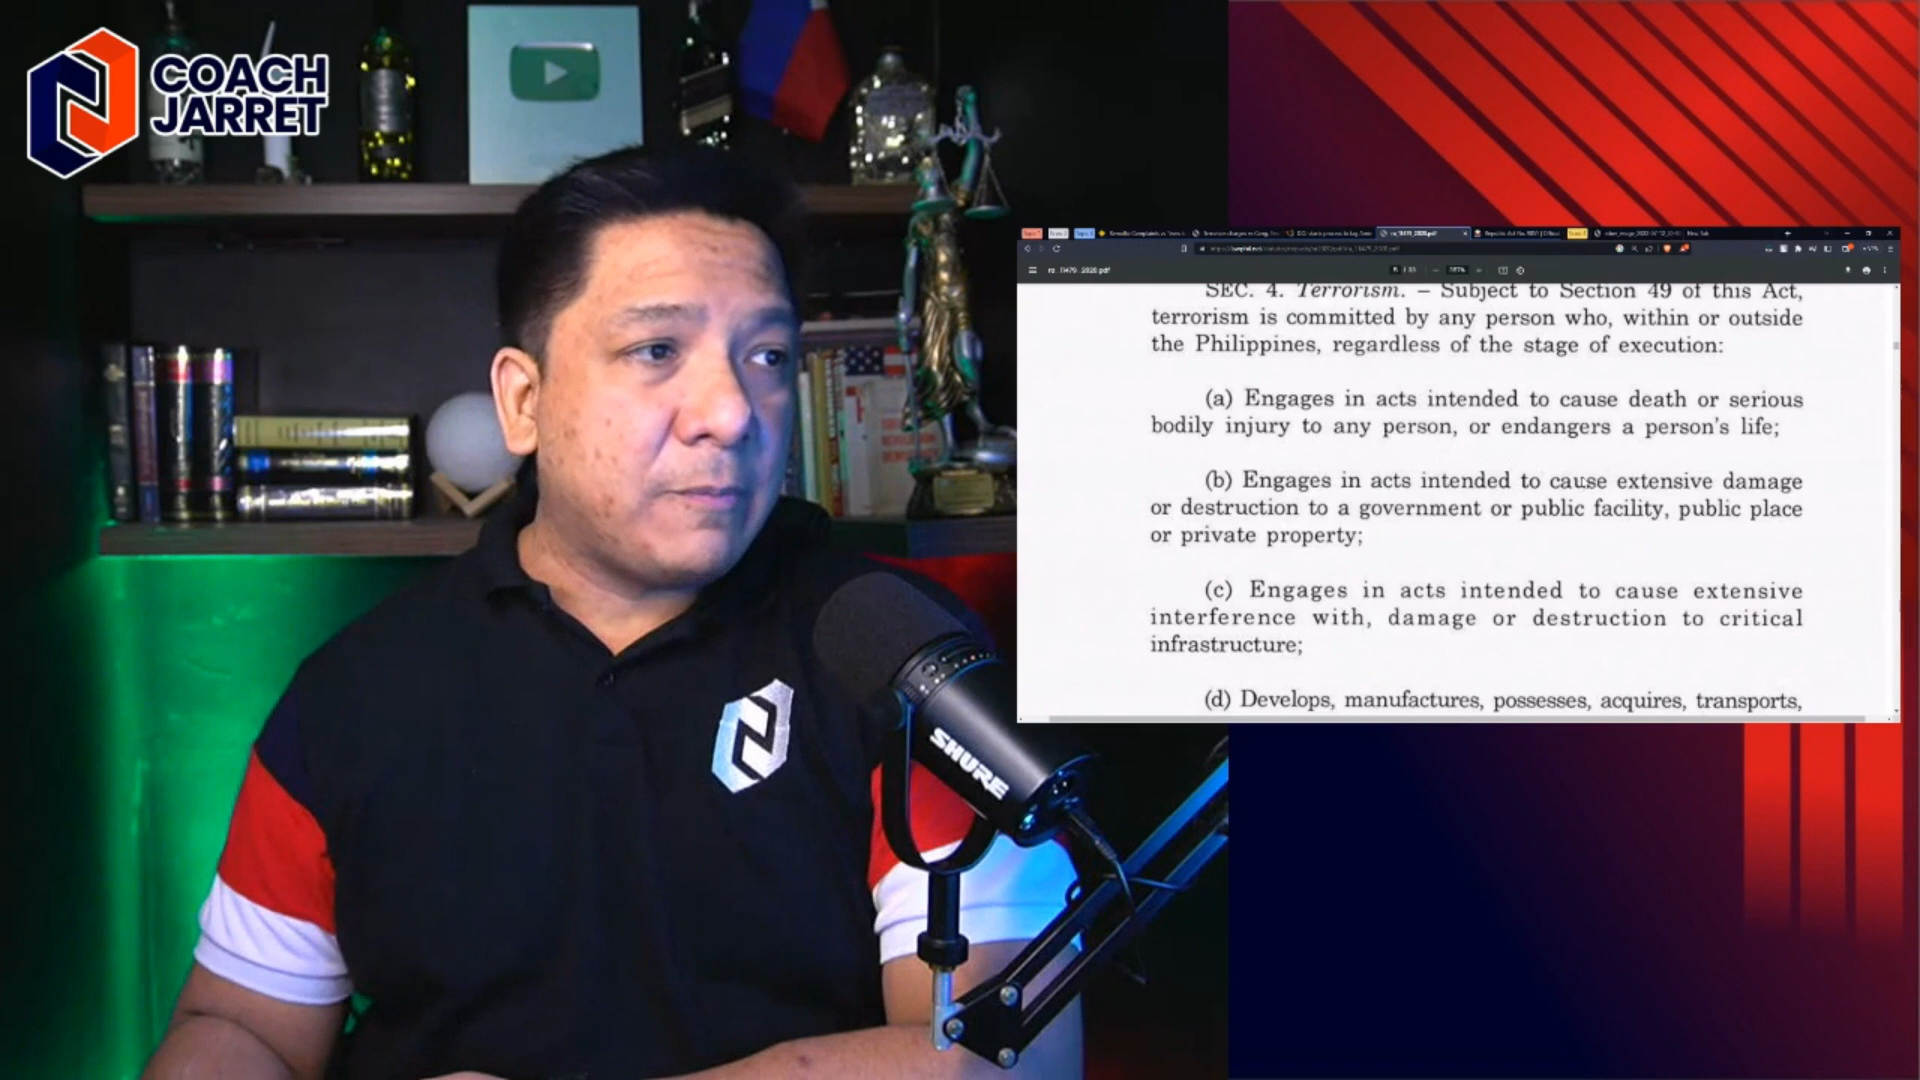 COACH
JARRET
ra_11479_2020.pdf
SEC. 4. Terrorism. – Subject to Section 49 of this Act,
terrorism is committed by any person who, within or outside
the Philippines, regardless of the stage of execution:
(a) Engages in acts intended to cause death or serious
bodily injury to any person, or endangers a person's life;
(b) Engages in acts intended to cause extensive damage
or destruction to a government or public facility, public place
or private property;
(c) Engages in acts intended to cause extensive
interference with, damage or destruction to critical
infrastructure;
(d) Develops, manufactures, possesses, acquires, transports,
SHURE